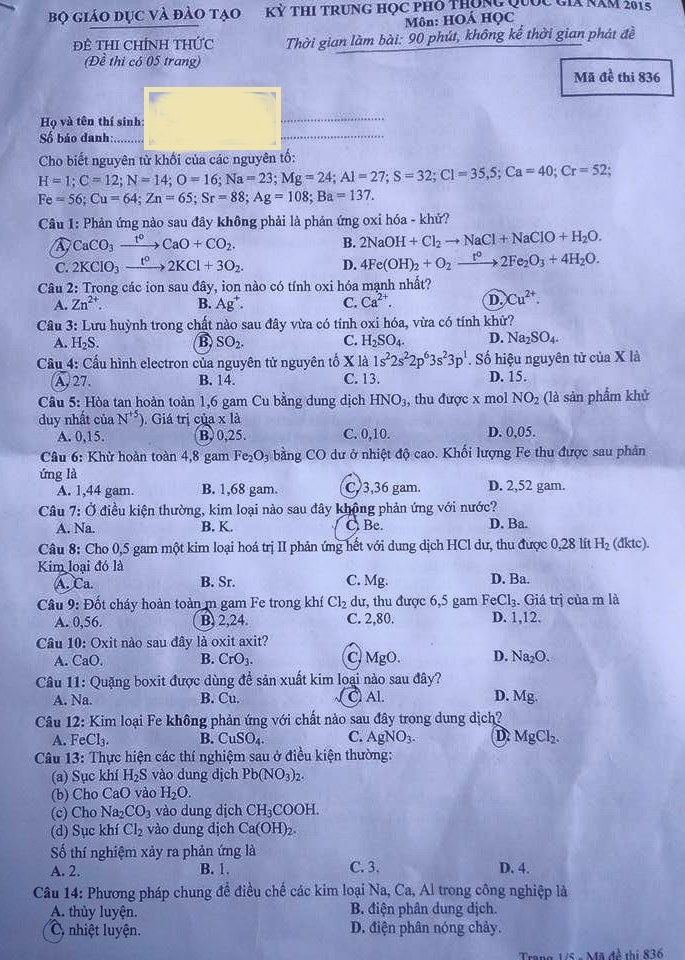 BỘ GIÁO DỤC VÀ ĐÀO TẠO
KỲ THI TRUNG HỌC PHỔ THÔNG QUỐC GIA NĂM 2015
Môn: HOÁ HỌC
ĐỀ THI CHÍNH THỨC
Thời gian làm bài: 90 phút, không kể thời gian phát đề
(Đề thi có 05 trang)
Mã đề thi 836
Họ và tên thí sinh:
Số báo danh:
Cho biết nguyên tử khối của các nguyên tố:
H = 1; C = 12; N = 14; O = 16; Na = 23; Mg = 24; Al = 27; S = 32; Cl = 35,5; Ca = 40; Cr = 52;
Fe = 56; Cu = 64; Zn = 65; Sr = 88; Ag = 108; Ba = 137.
Câu 1: Phản ứng nào sau đây không phải là phản ứng oxi hóa - khử?
A. CaCO₃ —t°→ CaO + CO₂. B. 2NaOH + Cl₂ → NaCl + NaClO + H₂O.
C. 2KClO₃ —t°→ 2KCl + 3O₂. D. 4Fe(OH)₂ + O₂ —t°→ 2Fe₂O₃ + 4H₂O.
Câu 2: Trong các ion sau đây, ion nào có tính oxi hóa mạnh nhất?
A. Zn²⁺. B. Ag⁺. C. Ca²⁺. D. Cu²⁺.
Câu 3: Lưu huỳnh trong chất nào sau đây vừa có tính oxi hóa, vừa có tính khử?
A. H₂S. B. SO₂. C. H₂SO₄. D. Na₂SO₄.
Câu 4: Cấu hình electron của nguyên tử nguyên tố X là 1s²2s²2p⁶3s²3p¹. Số hiệu nguyên tử của X là
A. 27. B. 14. C. 13. D. 15.
Câu 5: Hòa tan hoàn toàn 1,6 gam Cu bằng dung dịch HNO₃, thu được x mol NO₂ (là sản phẩm khử
duy nhất của N⁺⁵). Giá trị của x là
A. 0,15. B. 0,25. C. 0,10. D. 0,05.
Câu 6: Khử hoàn toàn 4,8 gam Fe₂O₃ bằng CO dư ở nhiệt độ cao. Khối lượng Fe thu được sau phản
ứng là
A. 1,44 gam. B. 1,68 gam. C. 3,36 gam. D. 2,52 gam.
Câu 7: Ở điều kiện thường, kim loại nào sau đây không phản ứng với nước?
A. Na. B. K. C. Be. D. Ba.
Câu 8: Cho 0,5 gam một kim loại hoá trị II phản ứng hết với dung dịch HCl dư, thu được 0,28 lít H₂ (đktc).
Kim loại đó là
A. Ca. B. Sr. C. Mg. D. Ba.
Câu 9: Đốt cháy hoàn toàn m gam Fe trong khí Cl₂ dư, thu được 6,5 gam FeCl₃. Giá trị của m là
A. 0,56. B. 2,24. C. 2,80. D. 1,12.
Câu 10: Oxit nào sau đây là oxit axit?
A. CaO. B. CrO₃. C. MgO. D. Na₂O.
Câu 11: Quặng boxit được dùng để sản xuất kim loại nào sau đây?
A. Na. B. Cu. C. Al. D. Mg.
Câu 12: Kim loại Fe không phản ứng với chất nào sau đây trong dung dịch?
A. FeCl₃. B. CuSO₄. C. AgNO₃. D. MgCl₂.
Câu 13: Thực hiện các thí nghiệm sau ở điều kiện thường:
(a) Sục khí H₂S vào dung dịch Pb(NO₃)₂.
(b) Cho CaO vào H₂O.
(c) Cho Na₂CO₃ vào dung dịch CH₃COOH.
(d) Sục khí Cl₂ vào dung dịch Ca(OH)₂.
Số thí nghiệm xảy ra phản ứng là
A. 2. B. 1. C. 3. D. 4.
Câu 14: Phương pháp chung để điều chế các kim loại Na, Ca, Al trong công nghiệp là
A. thủy luyện. B. điện phân dung dịch.
C. nhiệt luyện. D. điện phân nóng chảy.
Trang 1/5 - Mã đề thi 836